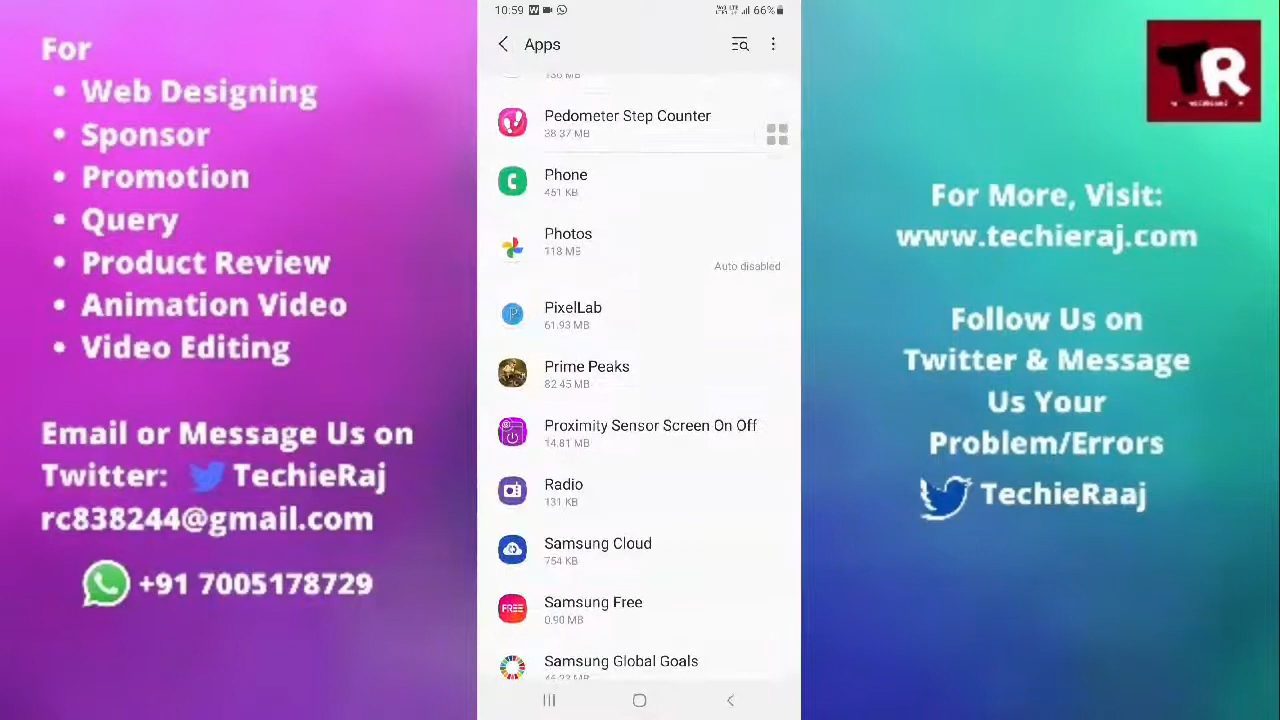 For
• Web Designing
• Sponsor
• Promotion
• Query
• Product Review
• Animation Video
• Video Editing
Email or Message Us on
Twitter: TechieRaj
rc838244@gmail.com
+91 7005178729
10:59
66%
Apps
Pedometer Step Counter
38.37 MB
Phone
451 KB
Photos
118 MB
Auto disabled
PixelLab
61.93 MB
Prime Peaks
82.45 MB
Proximity Sensor Screen On Off
14.81 MB
Radio
131 KB
Samsung Cloud
754 KB
FREE
Samsung Free
0.90 MB
Samsung Global Goals
TR
For More, Visit:
www.techieraj.com
Follow Us on
Twitter & Message
Us Your
Problem/Errors
TechieRaaj